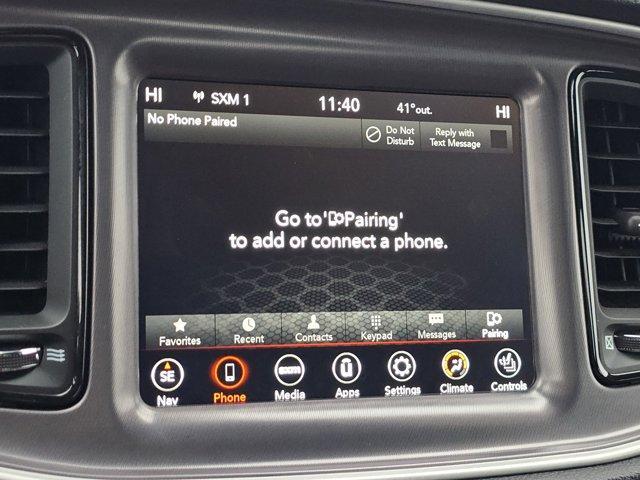 HI SXM 1 11:40 41°out. HI
No Phone Paired
Do Not Disturb
Reply with Text Message
Go to 'Pairing'
to add or connect a phone.
Favorites Recent Contacts Keypad Messages Pairing
SE sxm
Nav Phone Media Apps Settings Climate Controls